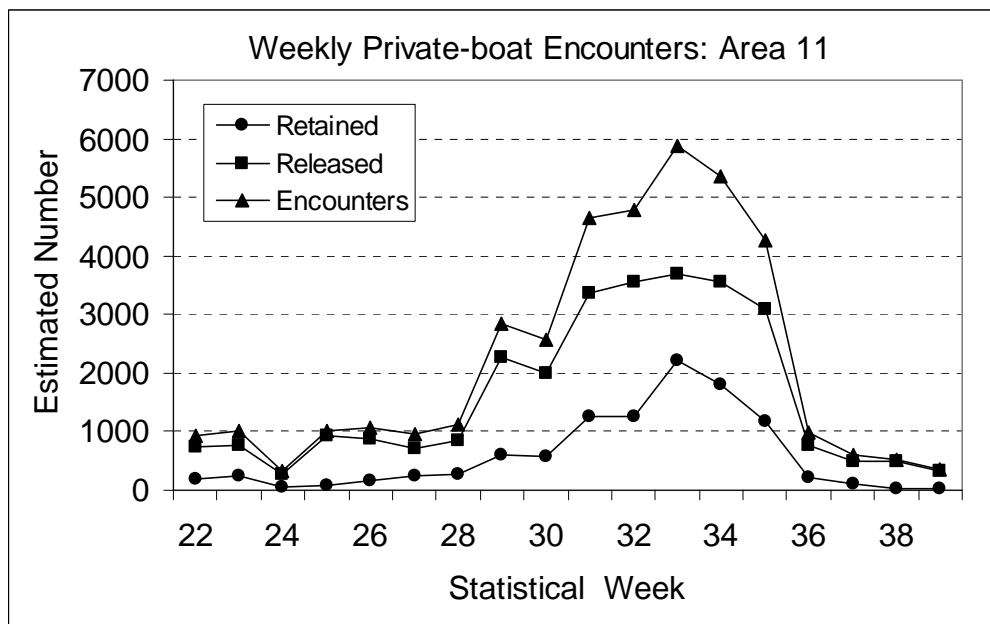 Weekly Private-boat Encounters: Area 11
7000
6000
5000
4000
3000
2000
1000
0
Estimated Number
Retained
Released
Encounters
22 24 26 28 30 32 34 36 38
Statistical Week